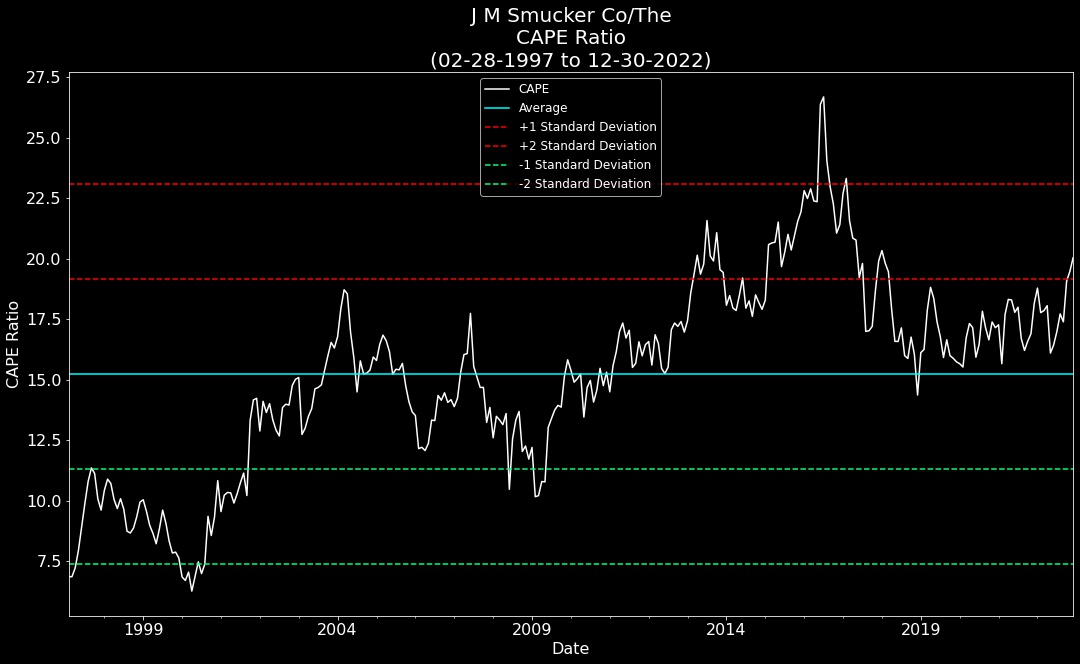 J M Smucker Co/The
CAPE Ratio
(02-28-1997 to 12-30-2022)
27.5
25.0
22.5
20.0
17.5
15.0
12.5
10.0
7.5
CAPE Ratio
CAPE
Average
+1 Standard Deviation
+2 Standard Deviation
-1 Standard Deviation
-2 Standard Deviation
1999
2004
2009
2014
2019
Date